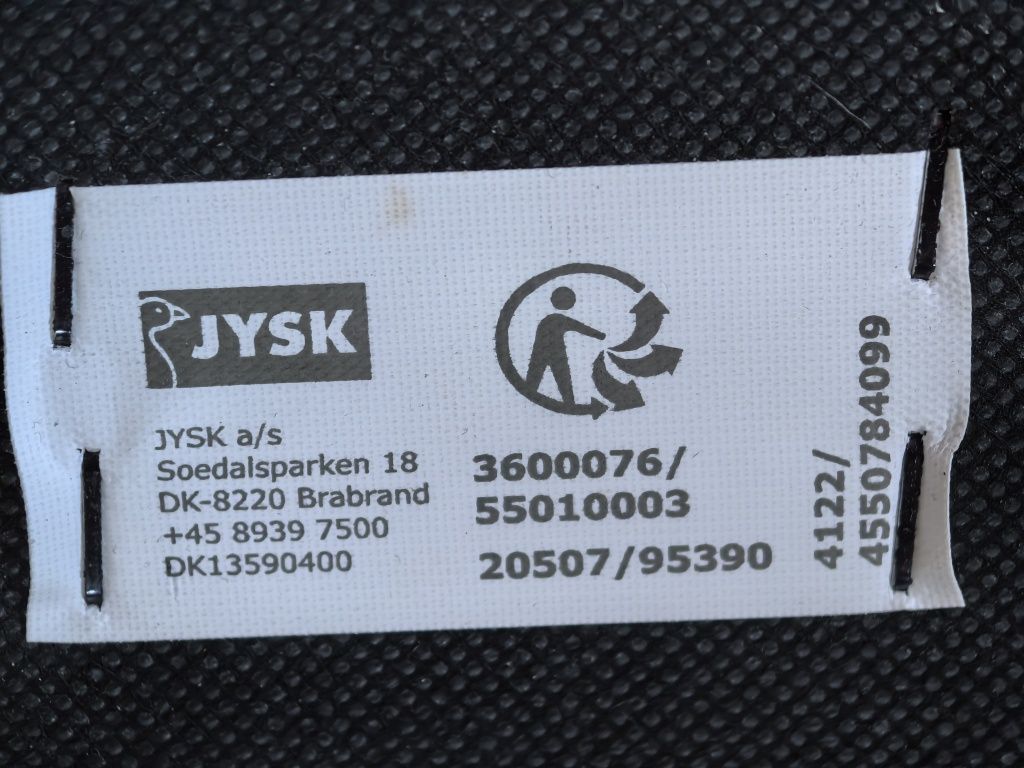 JYSK
JYSK a/s
Soedalsparken 18
DK-8220 Brabrand
+45 8939 7500
DK13590400
3600076/
55010003
20507/95390
4122/
4550784099